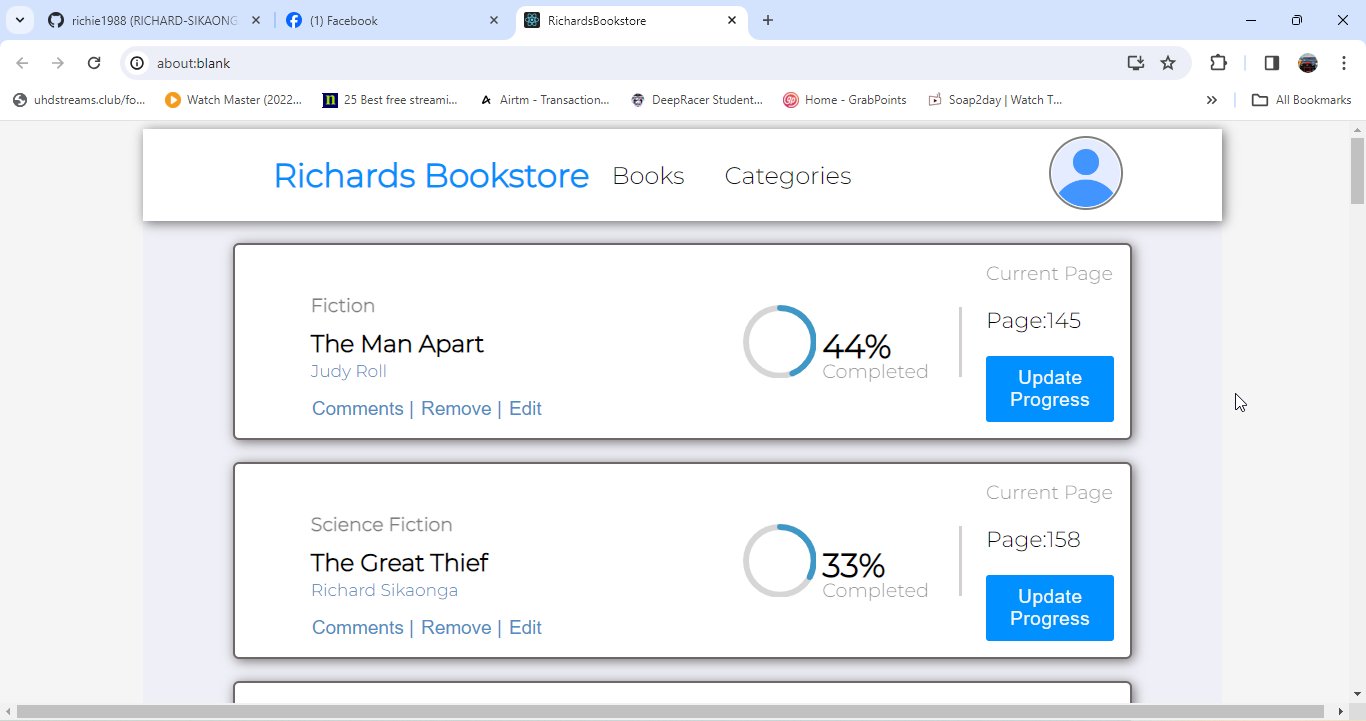 richie1988 (RICHARD-SIKAONG
(1) Facebook
RichardsBookstore
about:blank
uhdstreams.club/fo...
Watch Master (2022...
25 Best free streami...
Airtm - Transaction...
DeepRacer Student...
Home - GrabPoints
Soap2day | Watch T...
All Bookmarks
Richards Bookstore
Books
Categories
Fiction
The Man Apart
Judy Roll
Comments | Remove | Edit
44%
Completed
Current Page
Page:145
Update
Progress
Science Fiction
The Great Thief
Richard Sikaonga
Comments | Remove | Edit
33%
Completed
Current Page
Page:158
Update
Progress